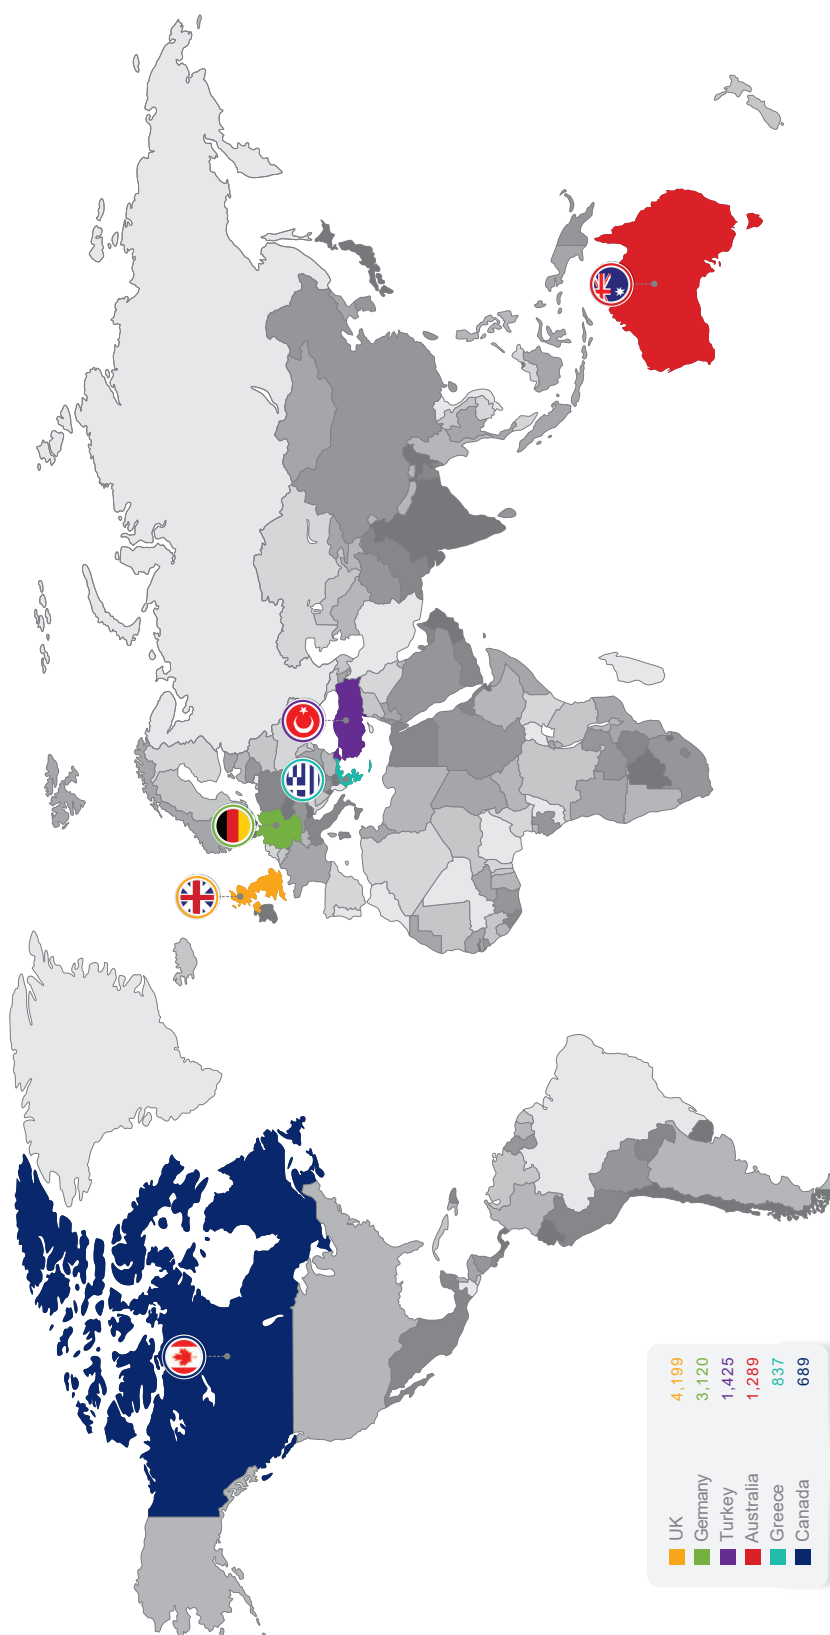 UK 4,199
Germany 3,120
Turkey 1,425
Australia 1,289
Greece 837
Canada 689